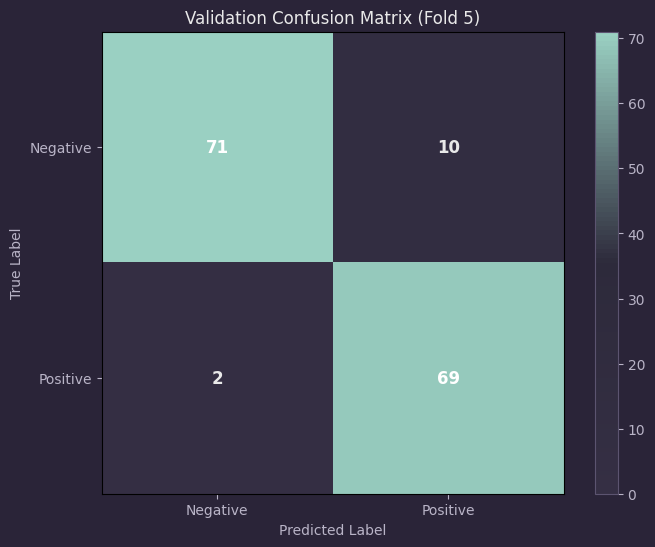 Validation Confusion Matrix (Fold 5)
True Label
Negative
Positive
71
10
2
69
Negative
Positive
Predicted Label
70
60
50
40
30
20
10
0